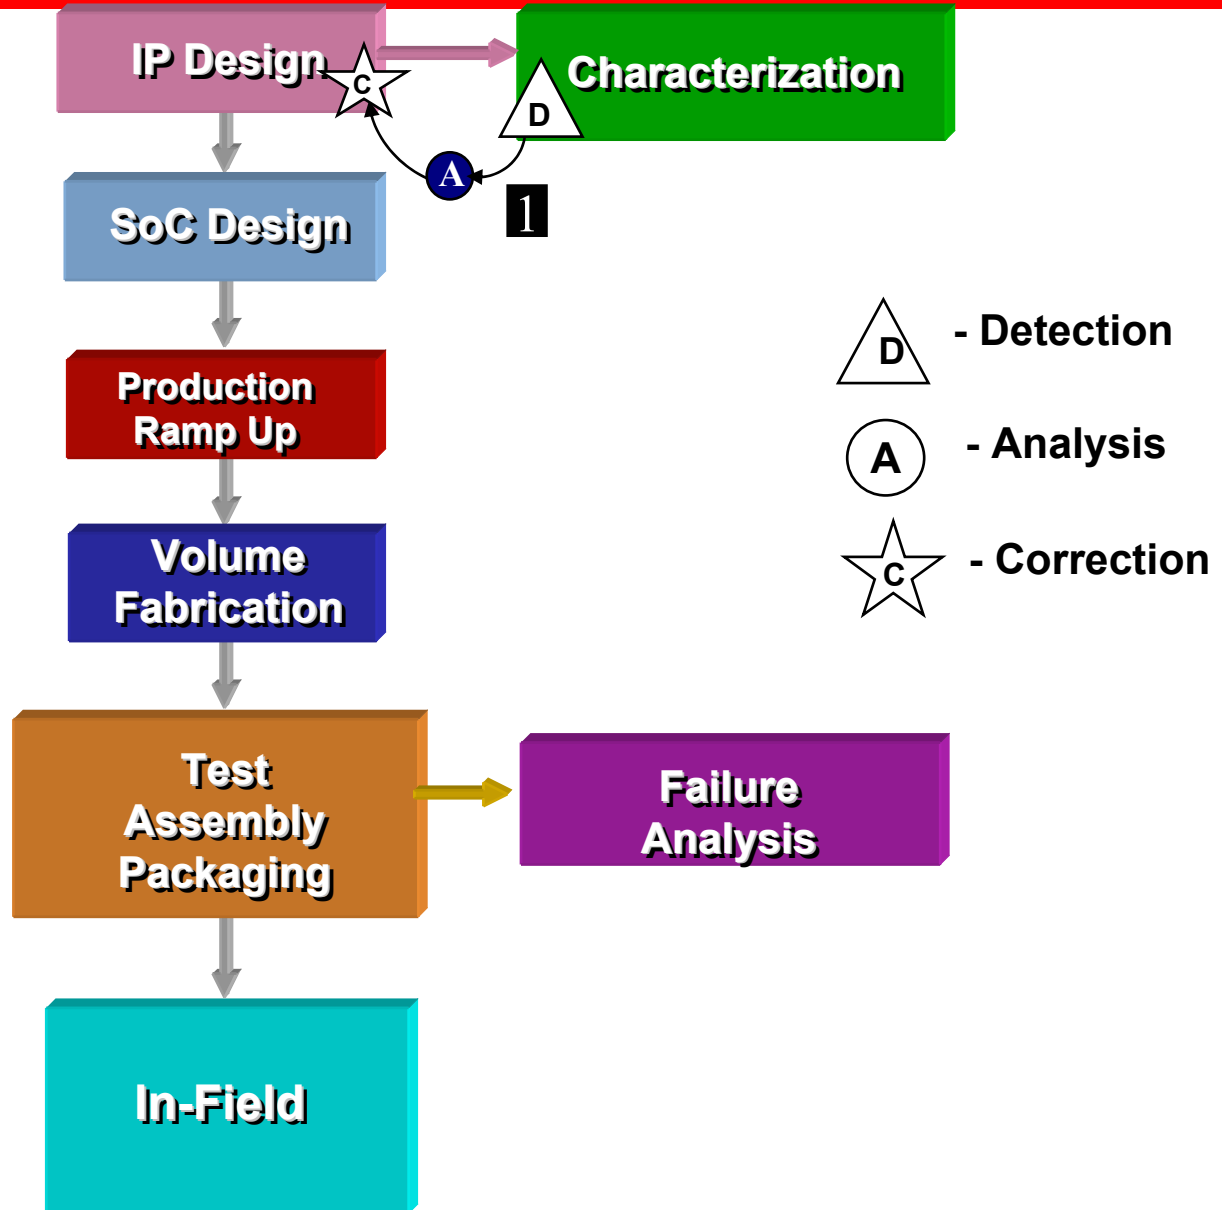 IP Design
C
Characterization
D
A
1
SoC Design
D
- Detection
Production
Ramp Up
A
- Analysis
Volume
Fabrication
C
- Correction
Test
Assembly
Packaging
Failure
Analysis
In-Field